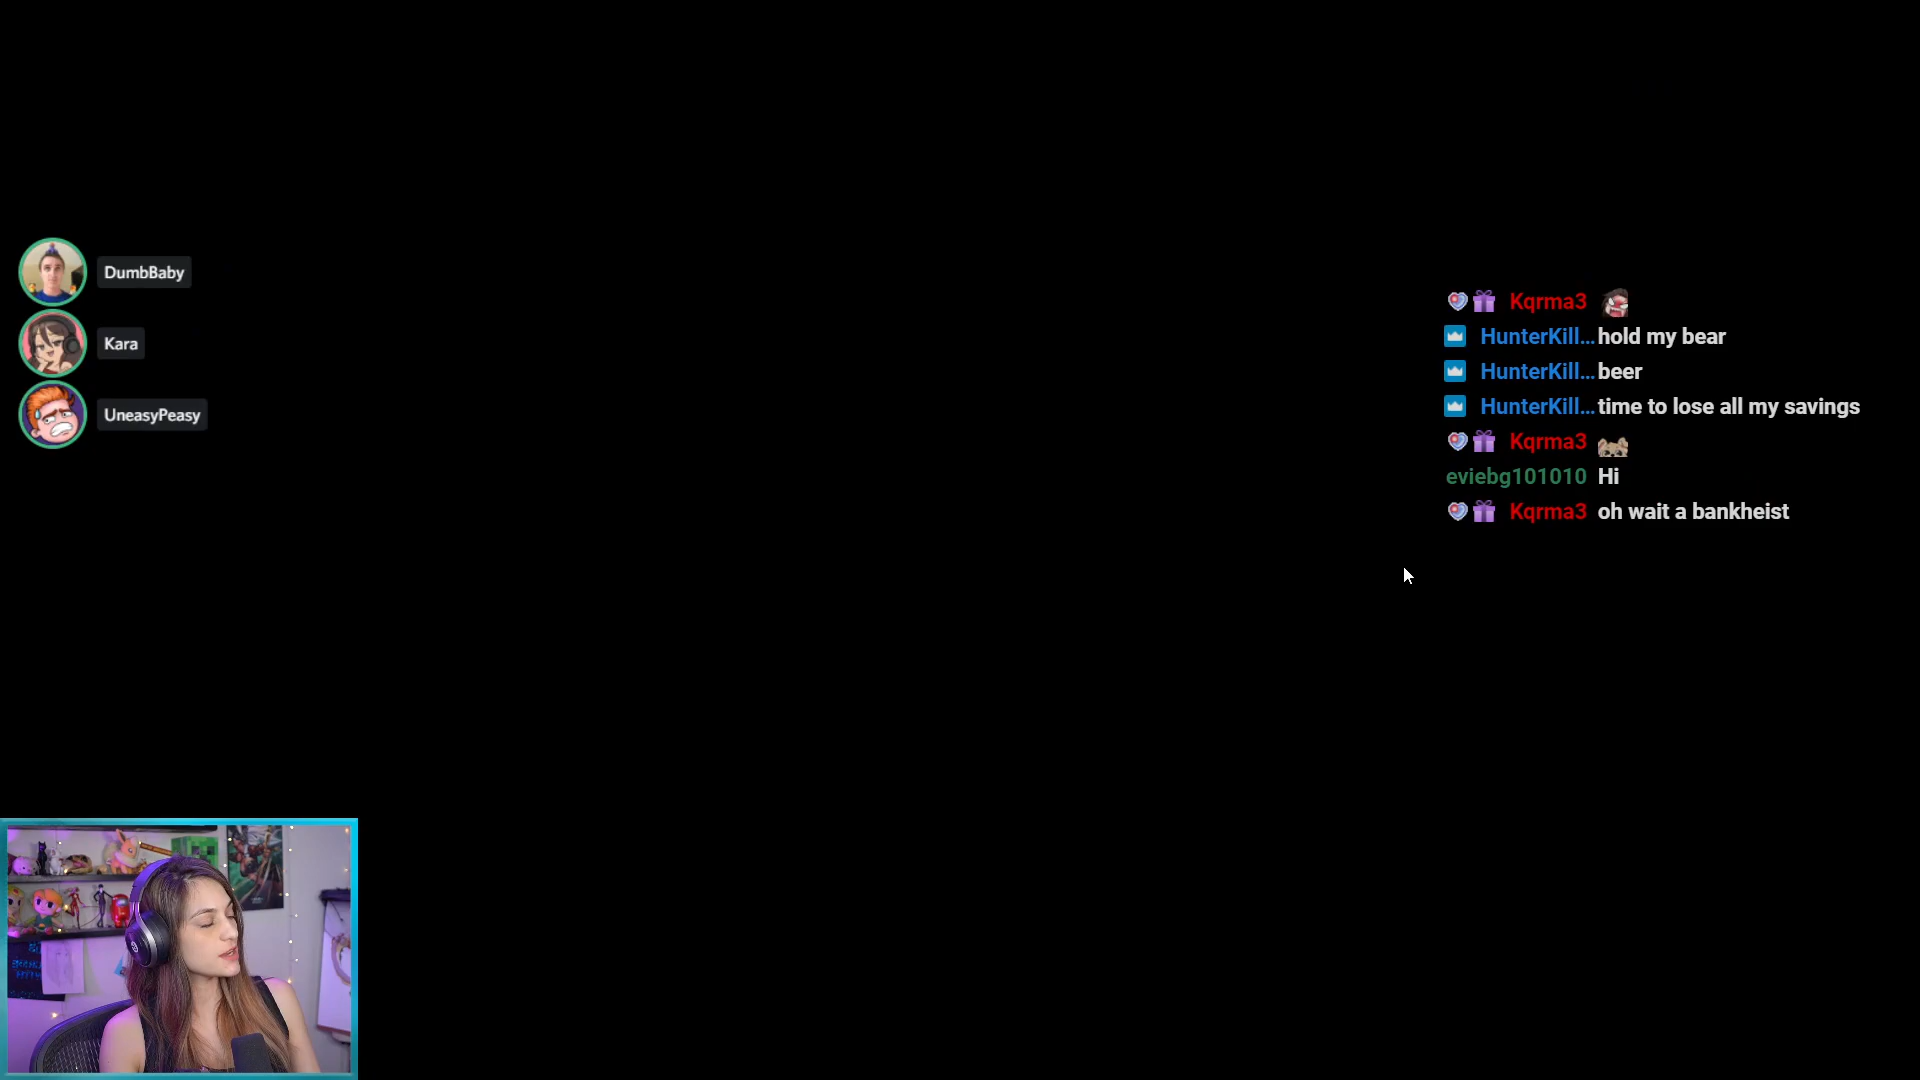 DumbBaby
Kara
UneasyPeasy
Kqrma3
HunterKill... hold my bear
HunterKill... beer
HunterKill... time to lose all my savings
Kqrma3
eviebg101010 Hi
Kqrma3 oh wait a bankheist